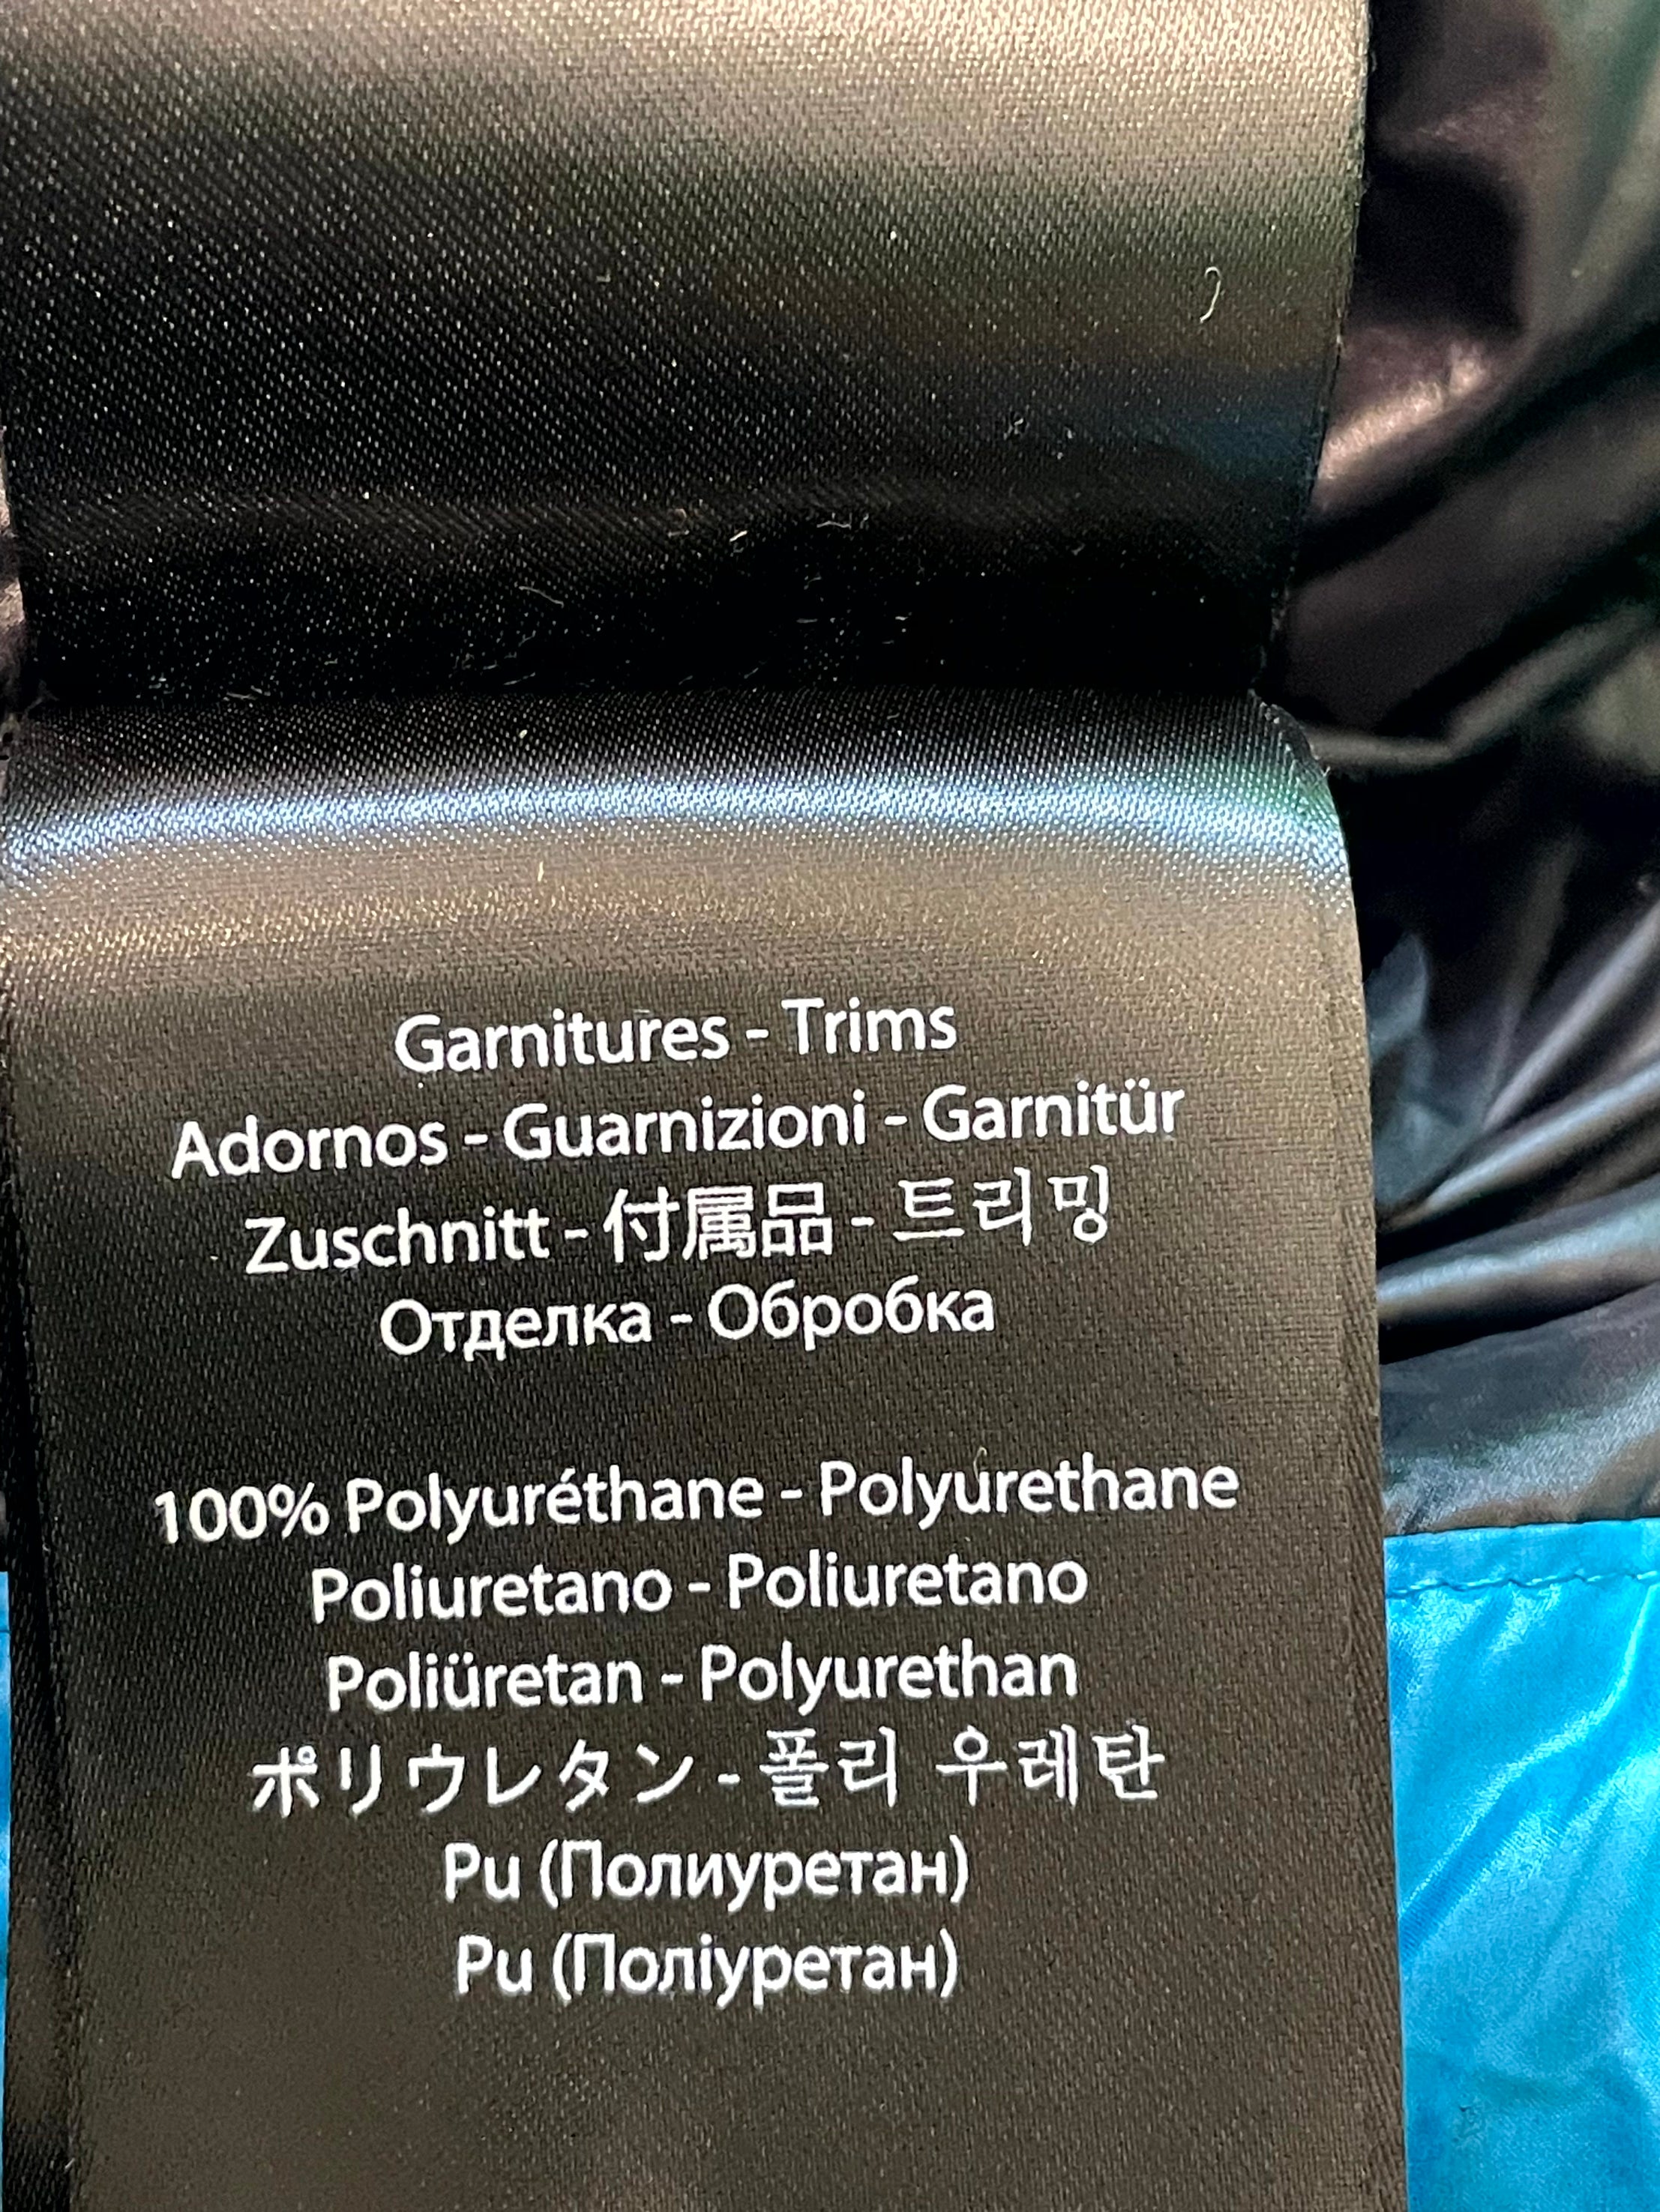 Garnitures - Trims
Adornos - Guarnizioni - Garnitür
Zuschnitt - 付属品 - 트리밍
Отделка - Обробка
100% Polyuréthane - Polyurethane
Poliuretano - Poliuretano
Poliüretan - Polyurethan
ポリウレタン - 폴리 우레탄
Pu (Полиуретан)
Pu (Поліуретан)